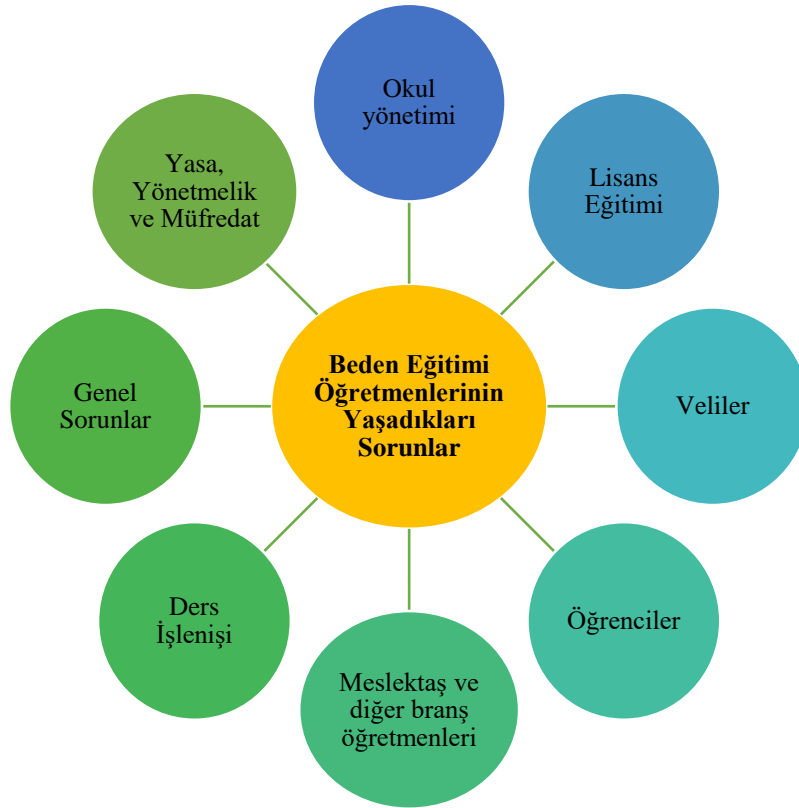 Okul
yönetimi
Lisans
Eğitimi
Veliler
Öğrenciler
Meslektaş ve
diğer branş
öğretmenleri
Ders
İşlenişi
Genel
Sorunlar
Yasa,
Yönetmelik
ve Müfredat
Beden Eğitimi
Öğretmenlerinin
Yaşadıkları
Sorunlar